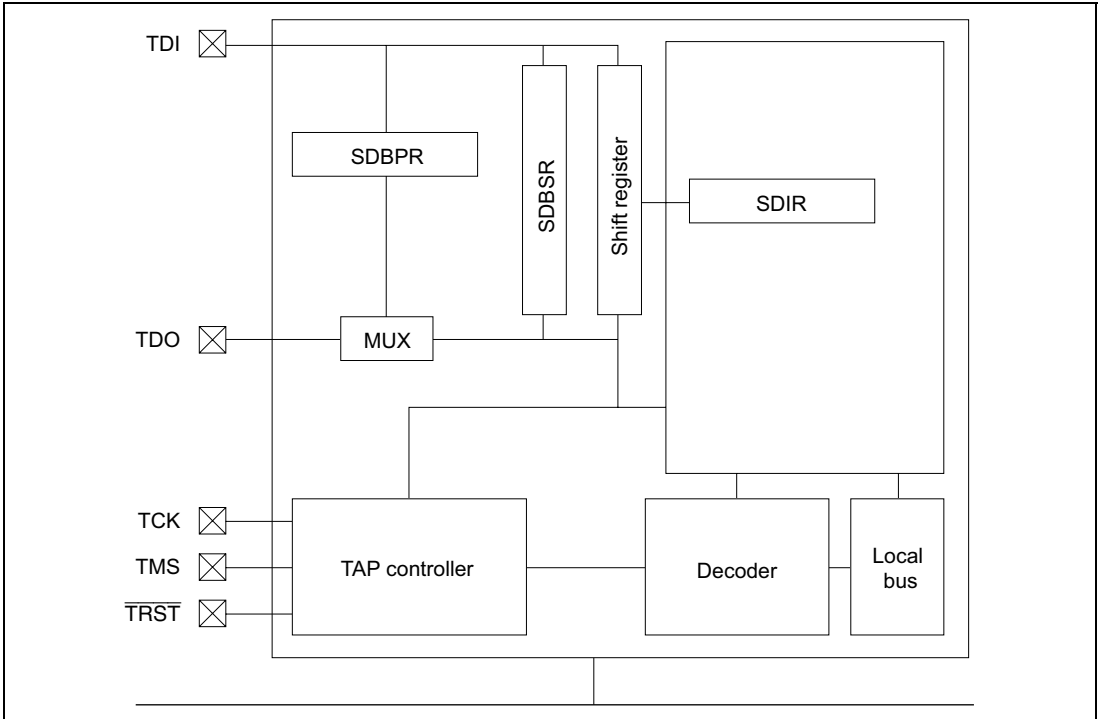 TDI
SDBPR
SDBSR
Shift register
SDIR
TDO
MUX
TCK
TMS
TRST
TAP controller
Decoder
Local
bus